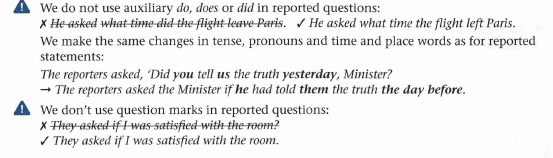 We do not use auxiliary do, does or did in reported questions:
✗ He asked what time did the flight leave Paris. ✓ He asked what time the flight left Paris.
We make the same changes in tense, pronouns and time and place words as for reported
statements:
The reporters asked, ‘Did you tell us the truth yesterday, Minister?
→ The reporters asked the Minister if he had told them the truth the day before.
We don't use question marks in reported questions:
✗ They asked if I was satisfied with the room?
✓ They asked if I was satisfied with the room.